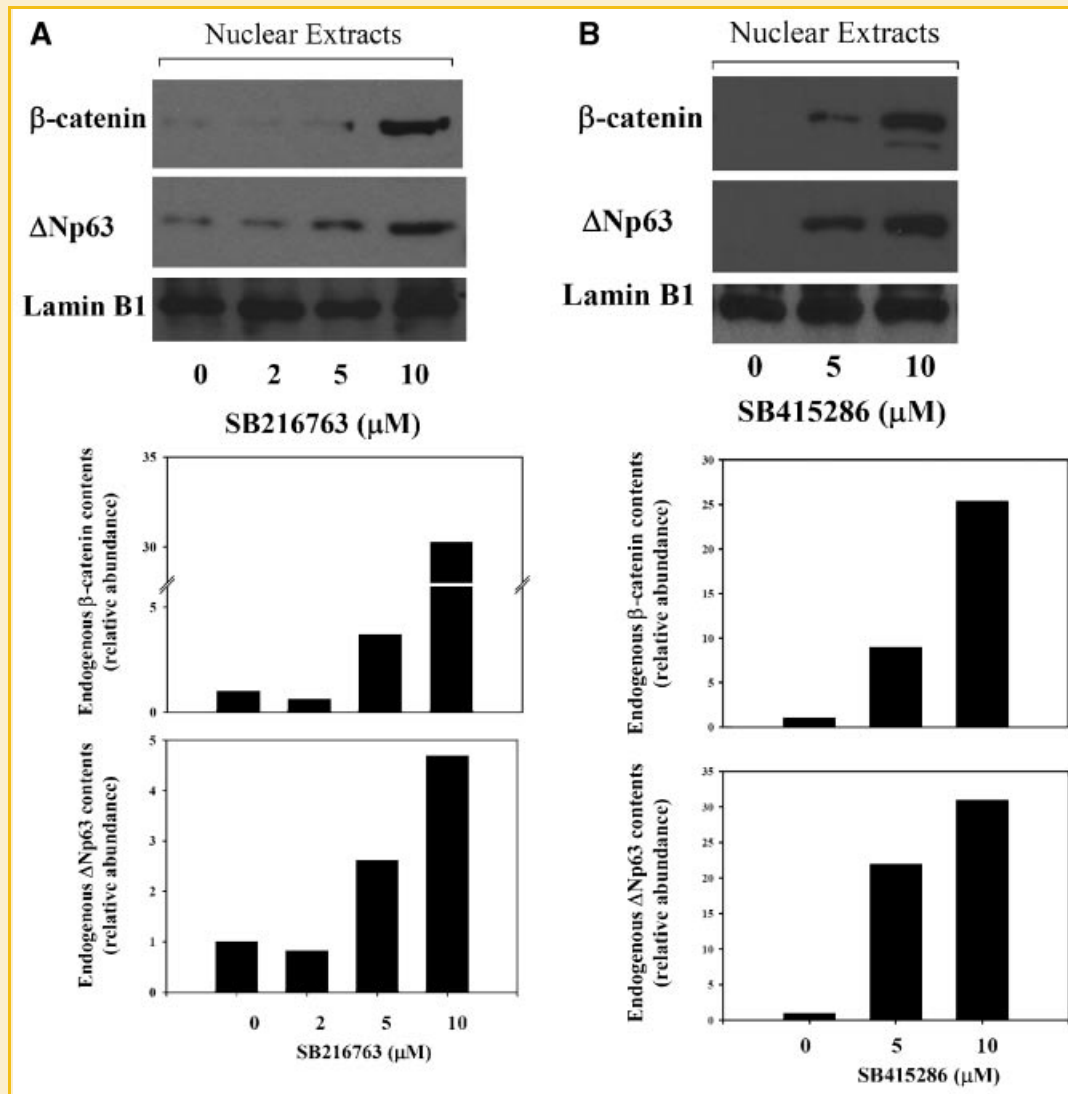 A
Nuclear Extracts
β-catenin
ΔNp63
Lamin B1
0 2 5 10
SB216763 (μM)
Endogenous β-catenin contents
(relative abundance)
35
30
5
0
Endogenous ΔNp63 contents
(relative abundance)
5
4
3
2
1
0
0 2 5 10
SB216763 (μM)
B
Nuclear Extracts
β-catenin
ΔNp63
Lamin B1
0 5 10
SB415286 (μM)
Endogenous β-catenin contents
(relative abundance)
30
25
20
15
10
5
0
Endogenous ΔNp63 contents
(relative abundance)
35
30
25
20
15
10
5
0
0 5 10
SB415286 (μM)